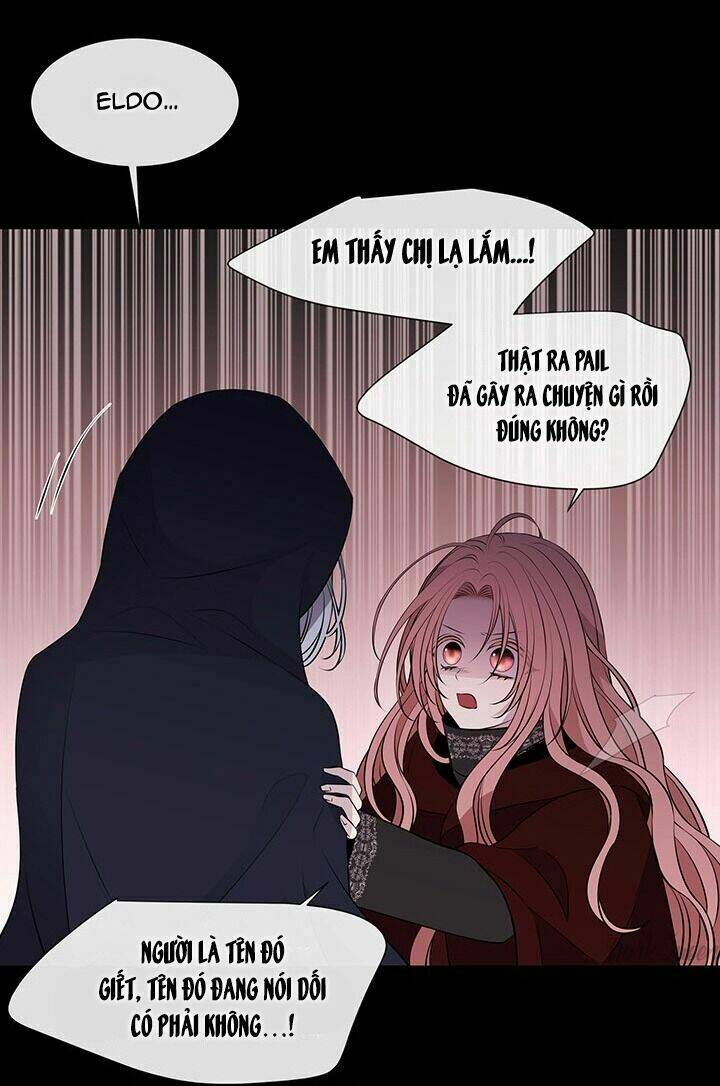 ELDO...
EM THẤY CHỊ LẠ LẮM...!
THẬT RA PAIL
ĐÃ GÂY RA CHUYỆN GÌ RỒI
ĐÚNG KHÔNG?
NGƯỜI LÀ TÊN ĐÓ
GIẾT, TÊN ĐÓ ĐANG NÓI DỐI
CÓ PHẢI KHÔNG...!